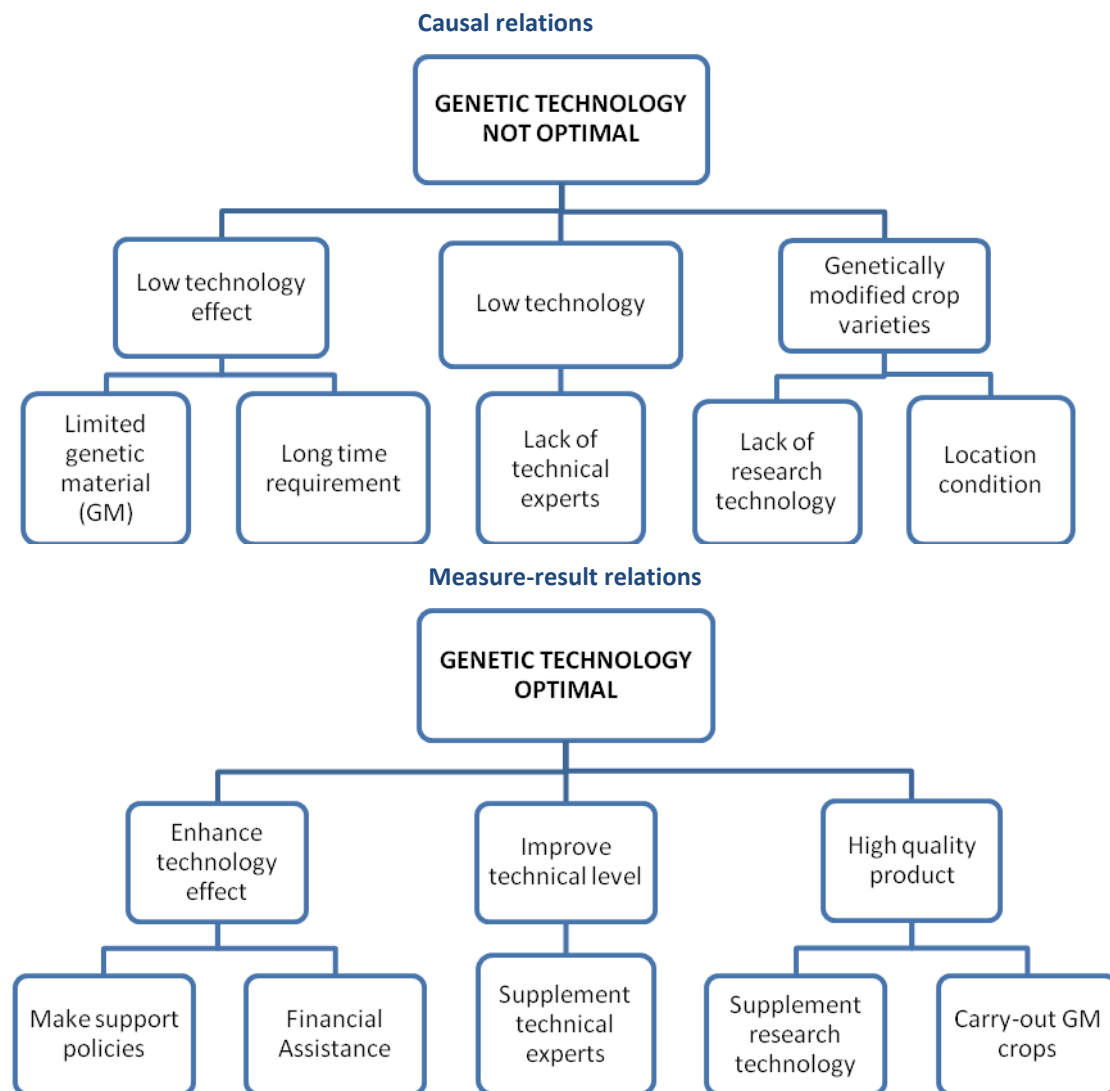 Causal relations
GENETIC TECHNOLOGY
NOT OPTIMAL
Low technology
effect
Low technology
Genetically
modified crop
varieties
Limited
genetic
material
(GM)
Long time
requirement
Lack of
technical
experts
Lack of
research
technology
Location
condition
Measure-result relations
GENETIC TECHNOLOGY
OPTIMAL
Enhance
technology
effect
Improve
technical level
High quality
product
Make support
policies
Financial
Assistance
Supplement
technical
experts
Supplement
research
technology
Carry-out GM
crops